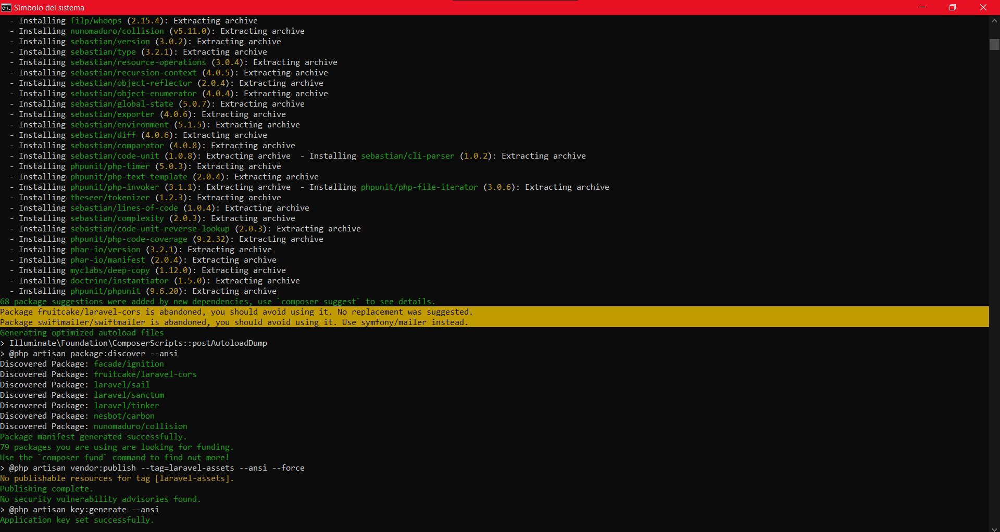 Símbolo del sistema
- Installing filp/whoops (2.15.4): Extracting archive
- Installing nunomaduro/collision (v5.11.0): Extracting archive
- Installing sebastian/version (3.0.2): Extracting archive
- Installing sebastian/type (3.2.1): Extracting archive
- Installing sebastian/resource-operations (3.0.4): Extracting archive
- Installing sebastian/recursion-context (4.0.5): Extracting archive
- Installing sebastian/object-reflector (2.0.4): Extracting archive
- Installing sebastian/object-enumerator (4.0.4): Extracting archive
- Installing sebastian/global-state (5.0.7): Extracting archive
- Installing sebastian/exporter (4.0.6): Extracting archive
- Installing sebastian/environment (5.1.5): Extracting archive
- Installing sebastian/diff (4.0.6): Extracting archive
- Installing sebastian/comparator (4.0.8): Extracting archive
- Installing sebastian/code-unit (1.0.8): Extracting archive  - Installing sebastian/cli-parser (1.0.2): Extracting archive
- Installing phpunit/php-timer (5.0.3): Extracting archive
- Installing phpunit/php-text-template (2.0.4): Extracting archive
- Installing phpunit/php-invoker (3.1.1): Extracting archive  - Installing phpunit/php-file-iterator (3.0.6): Extracting archive
- Installing theseer/tokenizer (1.2.3): Extracting archive
- Installing sebastian/lines-of-code (1.0.4): Extracting archive
- Installing sebastian/complexity (2.0.3): Extracting archive
- Installing sebastian/code-unit-reverse-lookup (2.0.3): Extracting archive
- Installing phpunit/php-code-coverage (9.2.32): Extracting archive
- Installing phar-io/version (3.2.1): Extracting archive
- Installing phar-io/manifest (2.0.4): Extracting archive
- Installing myclabs/deep-copy (1.12.0): Extracting archive
- Installing doctrine/instantiator (1.5.0): Extracting archive
- Installing phpunit/phpunit (9.6.20): Extracting archive
68 package suggestions were added by new dependencies, use `composer suggest` to see details.
Package fruitcake/laravel-cors is abandoned, you should avoid using it. No replacement was suggested.
Package swiftmailer/swiftmailer is abandoned, you should avoid using it. Use symfony/mailer instead.
Generating optimized autoload files
> Illuminate\Foundation\ComposerScripts::postAutoloadDump
> @php artisan package:discover --ansi
Discovered Package: facade/ignition
Discovered Package: fruitcake/laravel-cors
Discovered Package: laravel/sail
Discovered Package: laravel/sanctum
Discovered Package: laravel/tinker
Discovered Package: nesbot/carbon
Discovered Package: nunomaduro/collision
Package manifest generated successfully.
79 packages you are using are looking for funding.
Use the `composer fund` command to find out more!
> @php artisan vendor:publish --tag=laravel-assets --ansi --force
No publishable resources for tag [laravel-assets].
Publishing complete.
No security vulnerability advisories found.
> @php artisan key:generate --ansi
Application key set successfully.